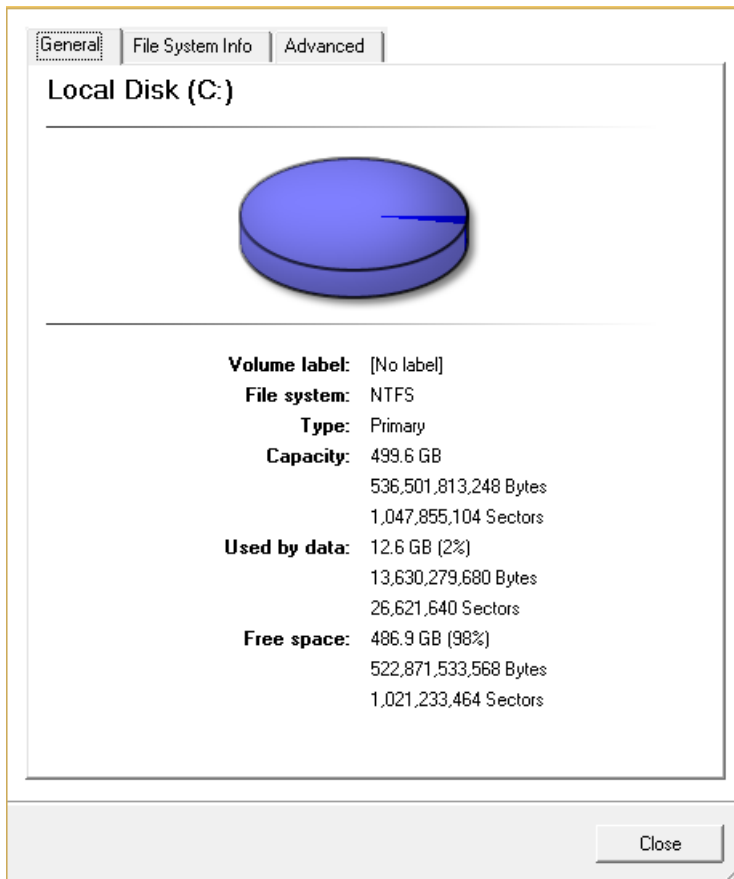 General File System Info Advanced
Local Disk (C:)
Volume label: [No label]
File system: NTFS
Type: Primary
Capacity: 499.6 GB
536,501,813,248 Bytes
1,047,855,104 Sectors
Used by data: 12.6 GB (2%)
13,630,279,680 Bytes
26,621,640 Sectors
Free space: 486.9 GB (98%)
522,871,533,568 Bytes
1,021,233,464 Sectors
Close